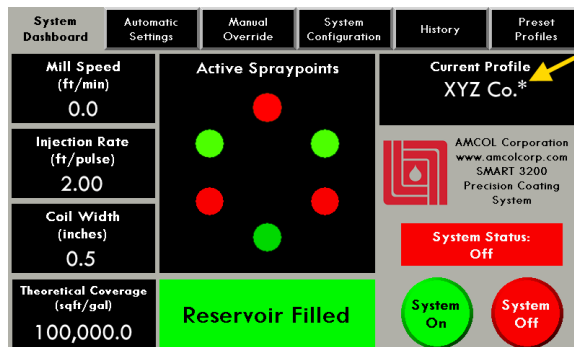 System
Dashboard
Automatic
Settings
Manual
Override
System
Configuration
History
Preset
Profiles
Mill Speed
(ft/min)
0.0
Injection Rate
(ft/pulse)
2.00
Coil Width
(inches)
0.5
Theoretical Coverage
(sqft/gal)
100,000.0
Active Spraypoints
Reservoir Filled
Current Profile
XYZ Co.*
AMCOL Corporation
www.amcolcorp.com
SMART 3200
Precision Coating
System
System Status:
Off
System
On
System
Off